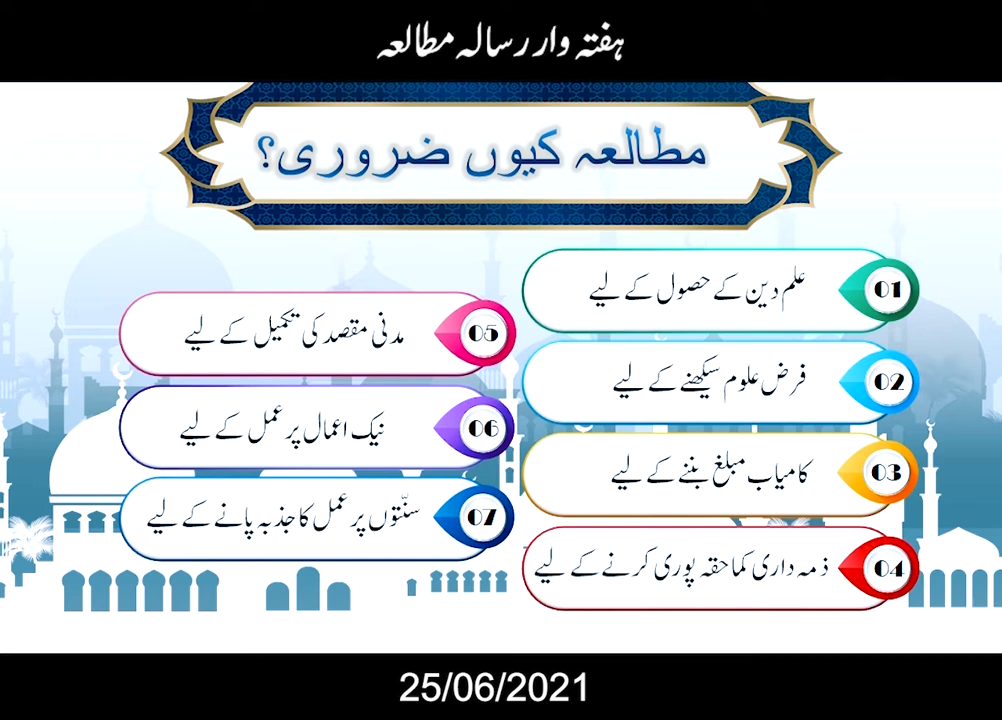 ہفتہ وار رسالہ مطالعہ
مطالعہ کیوں ضروری؟
01 علم دین کے حصول کے لیے
02 فرض علوم سیکھنے کے لیے
03 کامیاب مبلغ بننے کے لیے
04 ذمہ داری کماحقہ پوری کرنے کے لیے
05 مدنی مقصد کی تکمیل کے لیے
06 نیک اعمال پر عمل کے لیے
07 سنّتوں پر عمل کا جذبہ پانے کے لیے
25/06/2021